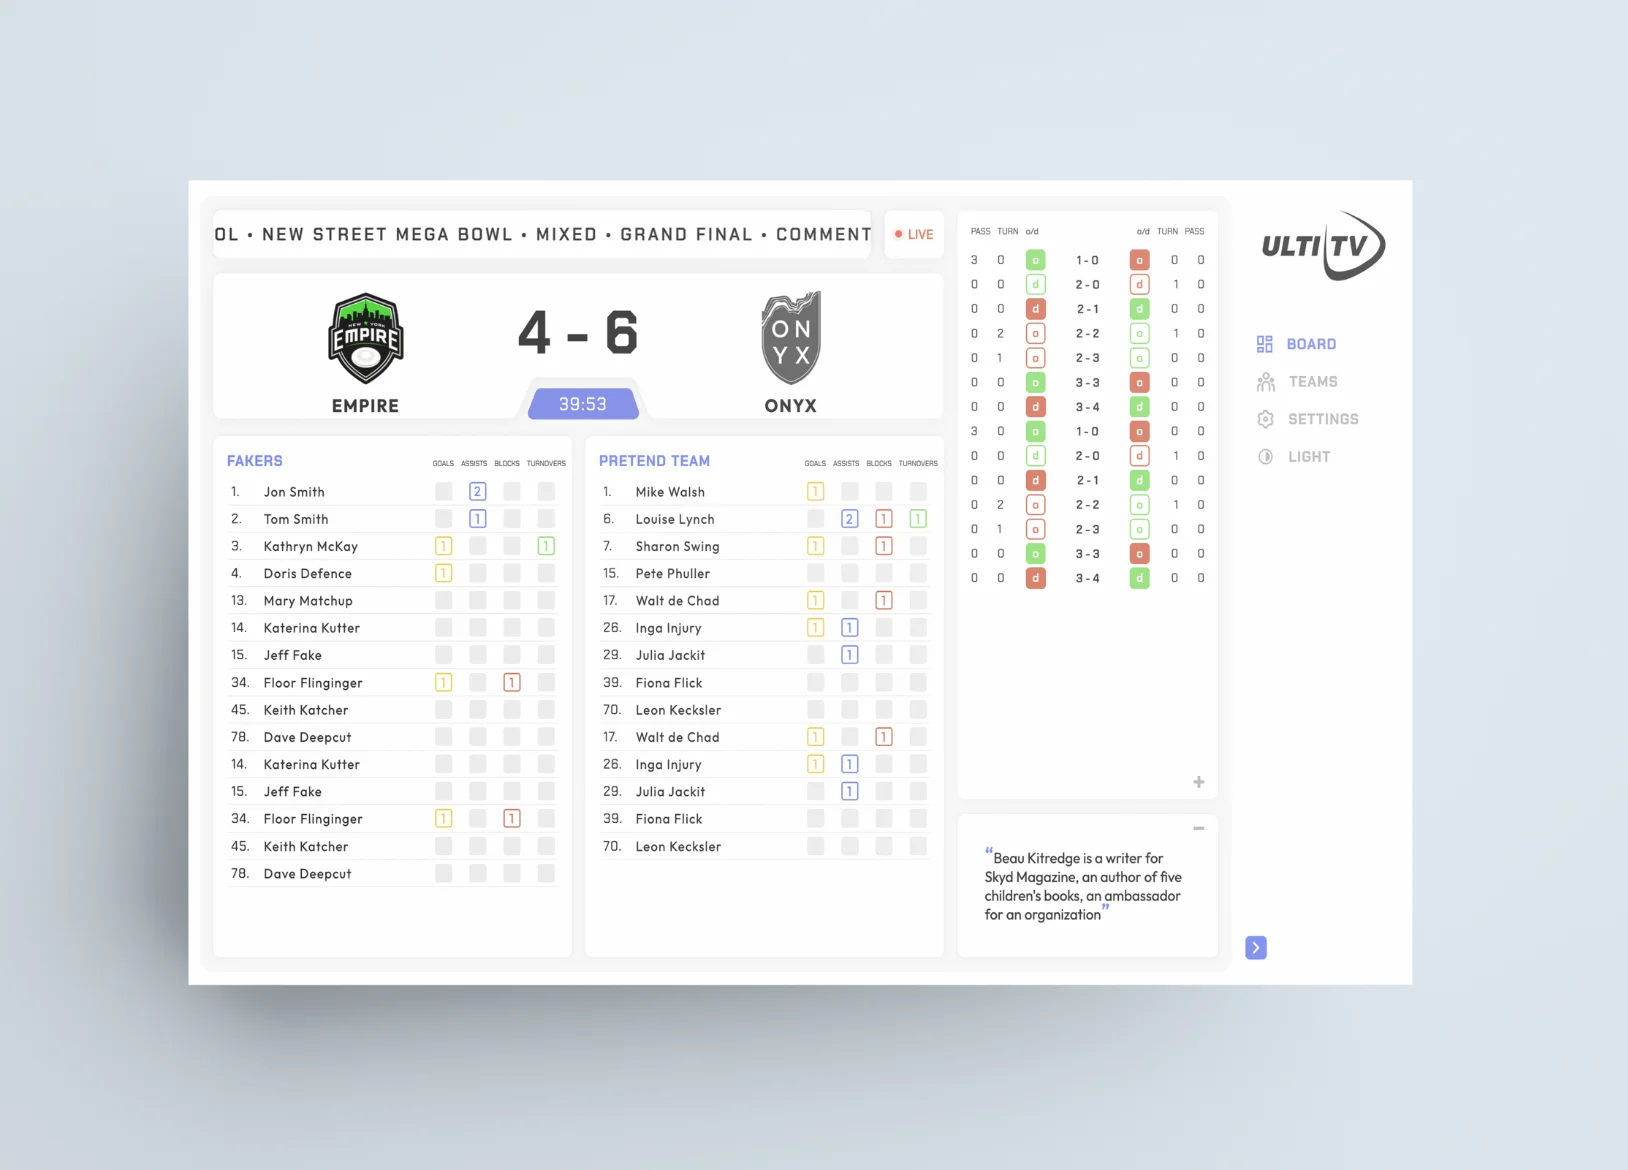 OL • NEW STREET MEGA BOWL • MIXED • GRAND FINAL • COMMENT
LIVE
NEW YORK
EMPIRE
4 - 6
ON
YX
EMPIRE
39:53
ONYX
FAKERS
GOALS ASSISTS BLOCKS TURNOVERS
1. Jon Smith 2
2. Tom Smith 1
3. Kathryn McKay 1 1
4. Doris Defence 1
13. Mary Matchup
14. Katerina Kutter
15. Jeff Fake
34. Floor Flinginger 1 1
45. Keith Katcher
78. Dave Deepcut
14. Katerina Kutter
15. Jeff Fake
34. Floor Flinginger 1 1
45. Keith Katcher
78. Dave Deepcut
PRETEND TEAM
GOALS ASSISTS BLOCKS TURNOVERS
1. Mike Walsh 1
6. Louise Lynch 2 1 1
7. Sharon Swing 1 1
15. Pete Phuller
17. Walt de Chad 1 1
26. Inga Injury 1 1
29. Julia Jackit 1
39. Fiona Flick
70. Leon Kecksler
17. Walt de Chad 1 1
26. Inga Injury 1 1
29. Julia Jackit 1
39. Fiona Flick
70. Leon Kecksler
PASS TURN o/d o/d TURN PASS
3 0 o 1 - 0 o 0 0
0 0 d 2 - 0 d 1 0
0 0 d 2 - 1 d 0 0
0 2 o 2 - 2 o 1 0
0 1 o 2 - 3 o 0 0
0 0 o 3 - 3 o 0 0
0 0 d 3 - 4 d 0 0
3 0 o 1 - 0 o 0 0
0 0 d 2 - 0 d 1 0
0 0 d 2 - 1 d 0 0
0 2 o 2 - 2 o 1 0
0 1 o 2 - 3 o 0 0
0 0 o 3 - 3 o 0 0
0 0 d 3 - 4 d 0 0
“Beau Kitredge is a writer for
Skyd Magazine, an author of five
children's books, an ambassador
for an organization”
ULTI TV
BOARD
TEAMS
SETTINGS
LIGHT